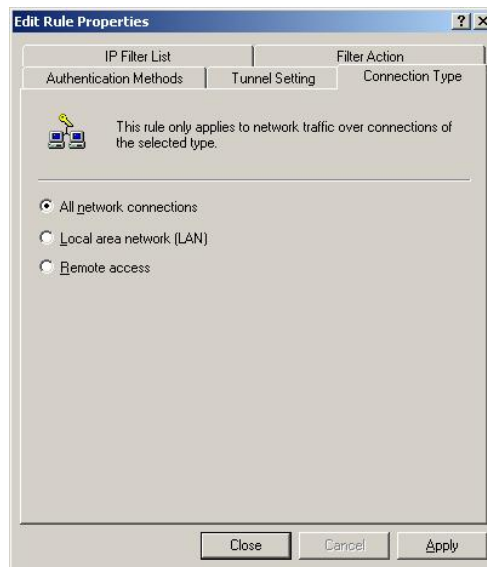 Edit Rule Properties
IP Filter List
Filter Action
Authentication Methods
Tunnel Setting
Connection Type
This rule only applies to network traffic over connections of
the selected type.
All network connections
Local area network (LAN)
Remote access
Close
Cancel
Apply